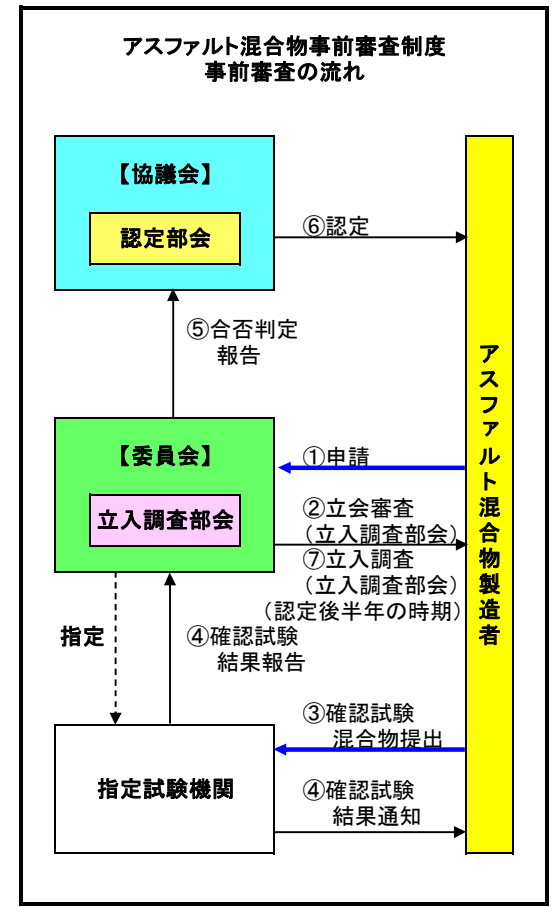 アスファルト混合物事前審査制度
事前審査の流れ
【協議会】
認定部会
⑥認定
⑤合否判定
報告
【委員会】
立入調査部会
①申請
②立会審査
（立入調査部会）
⑦立入調査
（立入調査部会）
（認定後半年の時期）
指定
④確認試験
結果報告
③確認試験
混合物提出
指定試験機関
④確認試験
結果通知
アスファルト混合物製造者